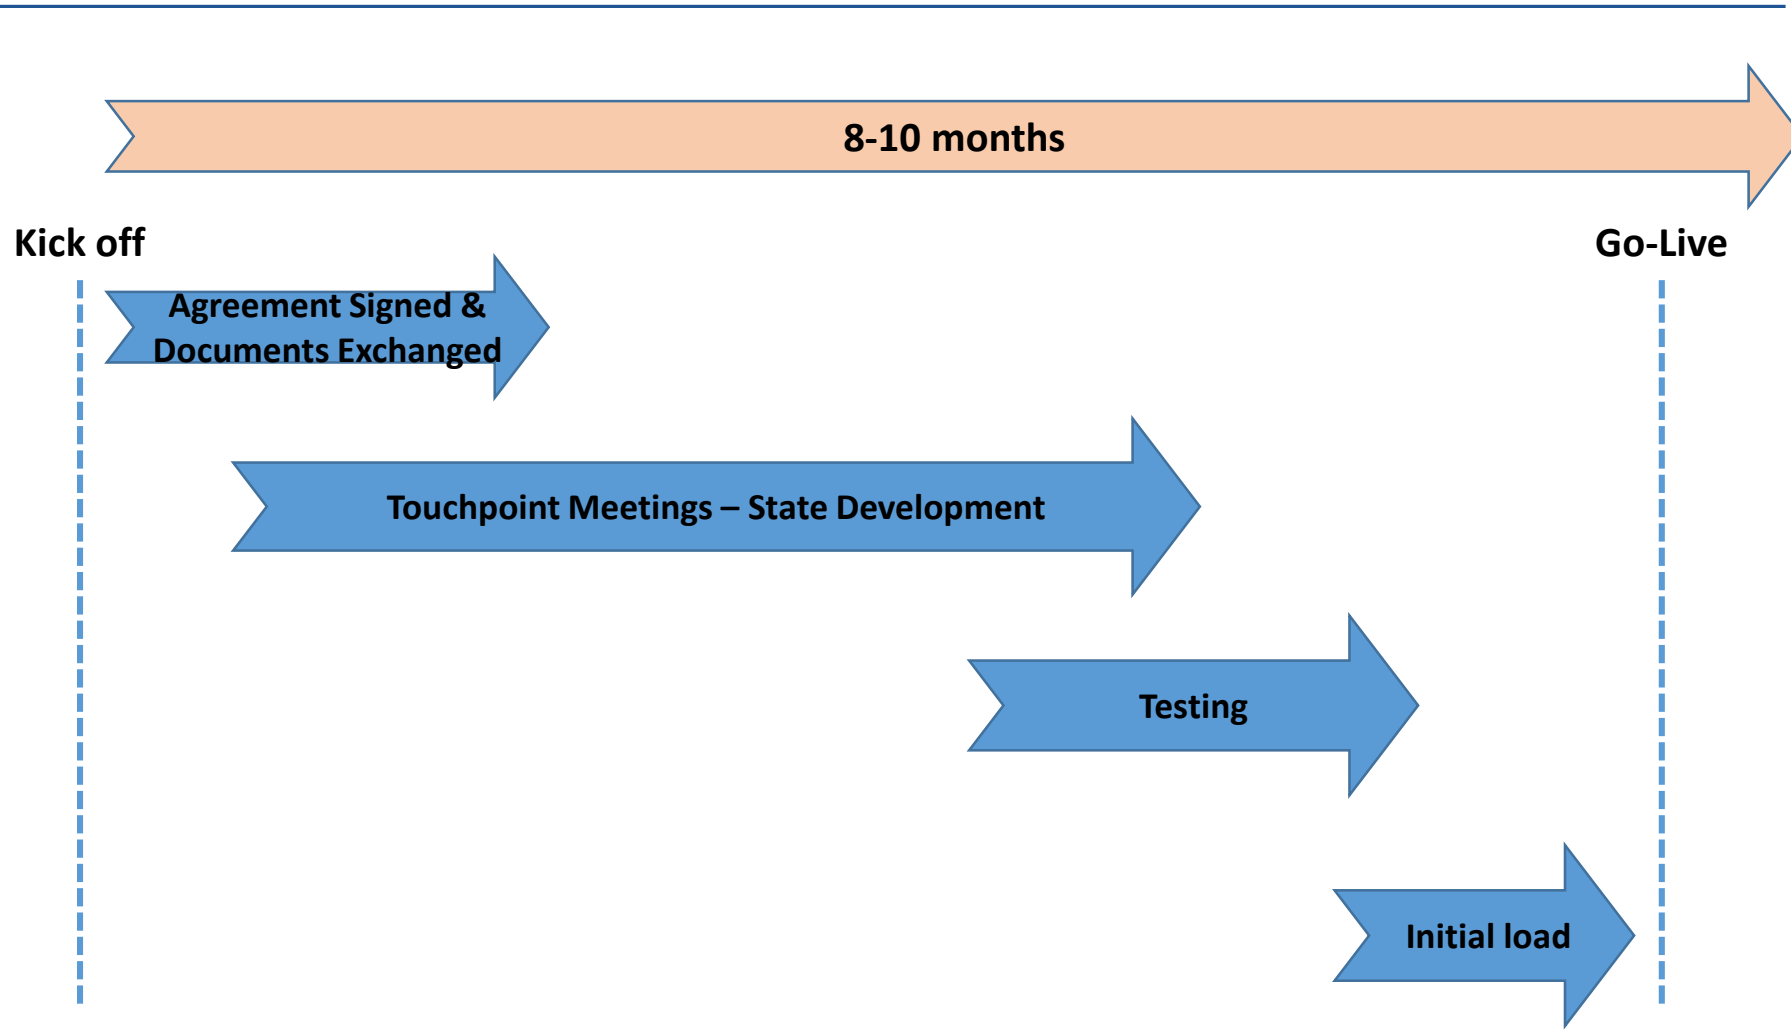 8-10 months
Kick off
Go-Live
Agreement Signed &
Documents Exchanged
Touchpoint Meetings – State Development
Testing
Initial load